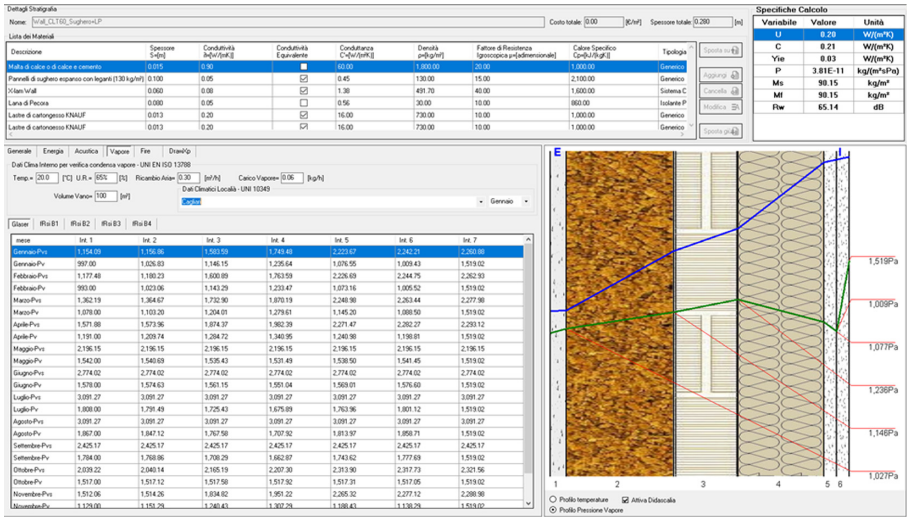 Dettagli Stratigrafia
Nome: Wall_CLT60_Sughero+LP Costo totale: 0.00 [€/m²] Spessore totale: 0.280 [m]
Lista dei Materiali
Descrizione Spessore S=[m] Conduttività λ=[W/(mK)] Conduttività Equivalente Conduttanza C=[W/(m²K)] Densità ρ=[kg/m³] Fattore di Resistenza Igroscopica μ=[adimensionale] Calore Specifico Cp=[kJ/(kgK)] Tipologia
Malta di calce o di calce e cemento 0.015 0.90 60.00 1,800.00 20.00 1,000.00 Generico
Pannelli di sughero espanso con leganti (130 kg/m³) 0.100 0.05 0.45 130.00 15.00 2,100.00 Generico
X-lam Wall 0.060 0.08 1.38 491.70 40.00 1,600.00 Sistema C
Lana di Pecora 0.080 0.05 0.56 30.00 10.00 860.00 Isolante P
Lastre di cartongesso KNAUF 0.013 0.20 16.00 730.00 10.00 1,000.00 Generico
Lastre di cartongesso KNAUF 0.013 0.20 16.00 730.00 10.00 1,000.00 Generico
Sposta su
Aggiungi
Cancella
Modifica
Sposta giù
Specifiche Calcolo
Variabile Valore Unità
U 0.20 W/(m²K)
C 0.21 W/(m²K)
Yie 0.03 W/(m²K)
P 3.81E-11 kg/(m²sPa)
Ms 90.15 kg/m²
Mf 90.15 kg/m²
Rw 65.14 dB
Generale Energia Acustica Vapore Fire DrawXp
Dati Clima Interno per verifica condensa vapore - UNI EN ISO 13788
Temp.= 20.0 [°C] U.R.= 65% [%] Ricambio Aria= 0.30 [m³/h] Carico Vapore= 0.06 [kg/h]
Volume Vano= 100 [m³]
Dati Climatici Località - UNI 10349
Cagliari Gennaio
Glaser fRsi B1 fRsi B2 fRsi B3 fRsi B4
mese Int. 1 Int. 2 Int. 3 Int. 4 Int. 5 Int. 6 Int. 7
Gennaio-Pvs 1,154.09 1,156.86 1,503.59 1,749.48 2,223.67 2,242.21 2,260.88
Gennaio-Pv 997.00 1,026.83 1,146.15 1,235.64 1,076.55 1,009.43 1,519.02
Febbraio-Pvs 1,177.48 1,180.23 1,600.89 1,763.59 2,226.69 2,244.75 2,262.93
Febbraio-Pv 993.00 1,023.06 1,143.29 1,233.47 1,073.16 1,005.52 1,519.02
Marzo-Pvs 1,362.19 1,364.67 1,732.90 1,870.19 2,248.98 2,263.44 2,277.98
Marzo-Pv 1,078.00 1,103.20 1,204.01 1,279.61 1,145.20 1,088.50 1,519.02
Aprile-Pvs 1,571.88 1,573.96 1,874.37 1,982.39 2,271.47 2,282.27 2,293.12
Aprile-Pv 1,191.00 1,209.74 1,284.72 1,340.95 1,240.98 1,198.81 1,519.02
Maggio-Pvs 2,196.15 2,196.15 2,196.15 2,196.15 2,196.15 2,196.15 2,196.15
Maggio-Pv 1,542.00 1,540.69 1,535.43 1,531.49 1,538.50 1,541.45 1,519.02
Giugno-Pvs 2,774.02 2,774.02 2,774.02 2,774.02 2,774.02 2,774.02 2,774.02
Giugno-Pv 1,578.00 1,574.63 1,561.15 1,551.04 1,569.01 1,576.60 1,519.02
Luglio-Pvs 3,091.27 3,091.27 3,091.27 3,091.27 3,091.27 3,091.27 3,091.27
Luglio-Pv 1,808.00 1,791.49 1,725.43 1,675.89 1,763.96 1,801.12 1,519.02
Agosto-Pvs 3,091.27 3,091.27 3,091.27 3,091.27 3,091.27 3,091.27 3,091.27
Agosto-Pv 1,867.00 1,847.12 1,767.58 1,707.92 1,813.97 1,858.71 1,519.02
Settembre-Pvs 2,425.17 2,425.17 2,425.17 2,425.17 2,425.17 2,425.17 2,425.17
Settembre-Pv 1,784.00 1,768.86 1,708.29 1,662.87 1,743.62 1,777.69 1,519.02
Ottobre-Pvs 2,039.22 2,040.14 2,165.19 2,207.30 2,313.90 2,317.73 2,321.56
Ottobre-Pv 1,517.00 1,517.12 1,517.58 1,517.92 1,517.31 1,517.05 1,519.02
Novembre-Pvs 1,512.06 1,514.26 1,834.82 1,951.22 2,265.32 2,277.12 2,288.98
Novembre-Pv 1,129.00 1,151.29 1,240.43 1,307.29 1,188.43 1,138.29 1,519.02
E I
1,519Pa
1,009Pa
1,077Pa
1,236Pa
1,146Pa
1,027Pa
1 2 3 4 5 6
Profilo temperature Attiva Didascalia
Profilo Pressione Vapore